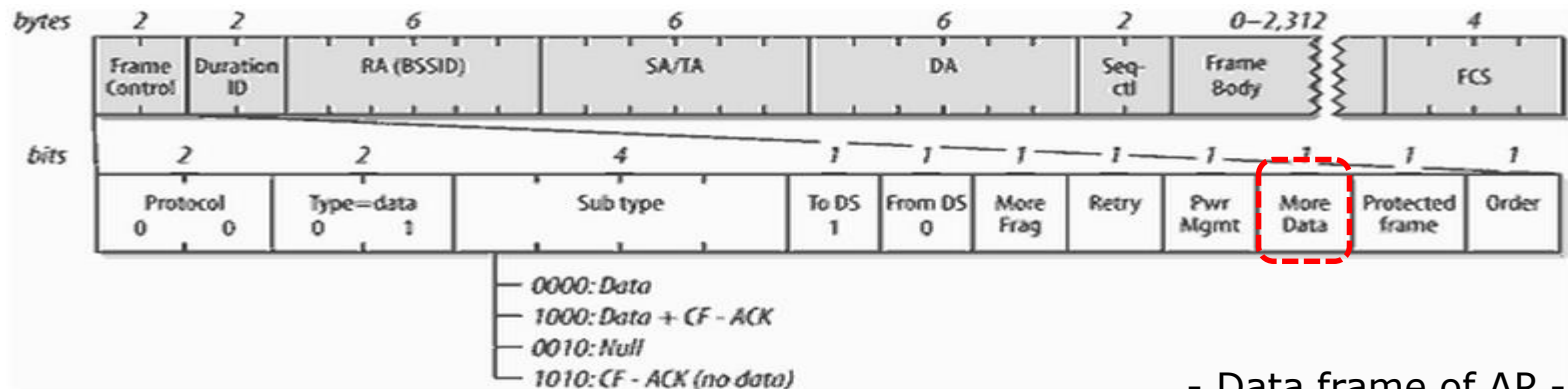 bytes 2 2 6 6 6 2 0–2,312 4
Frame Control Duration ID RA (BSSID) SA/TA DA Seq-ctl Frame Body FCS
bits 2 2 4 1 1 1 1 1 1 1 1
Protocol Type=data Sub type To DS From DS More Frag Retry Pwr Mgmt More Data Protected frame Order
0 0 0 1 1 0
0000: Data
1000: Data + CF - ACK
0010: Null
1010: CF - ACK (no data)
- Data frame of AP -